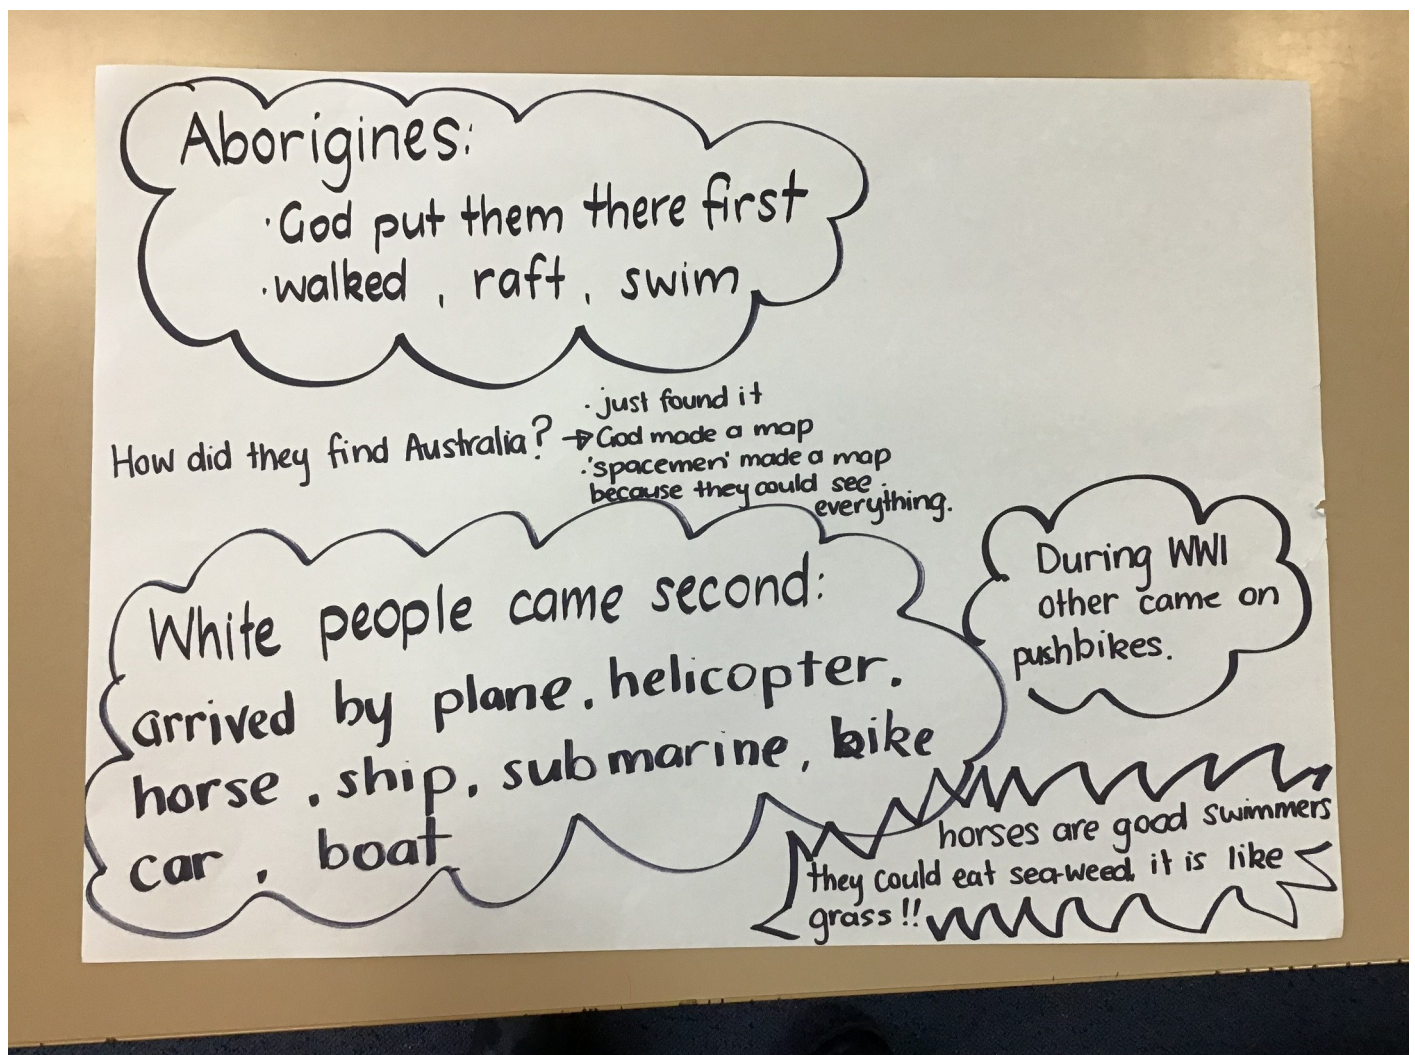 Aborigines:
· God put them there first
· walked, raft, swim
How did they find Australia? →
· just found it
God made a map
· 'spacemen' made a map
because they could see
everything.
White people came second:
arrived by plane, helicopter,
horse, ship, submarine, bike
car, boat
During WWI
other came on
pushbikes.
horses are good swimmers
they could eat sea-weed, it is like
grass!!